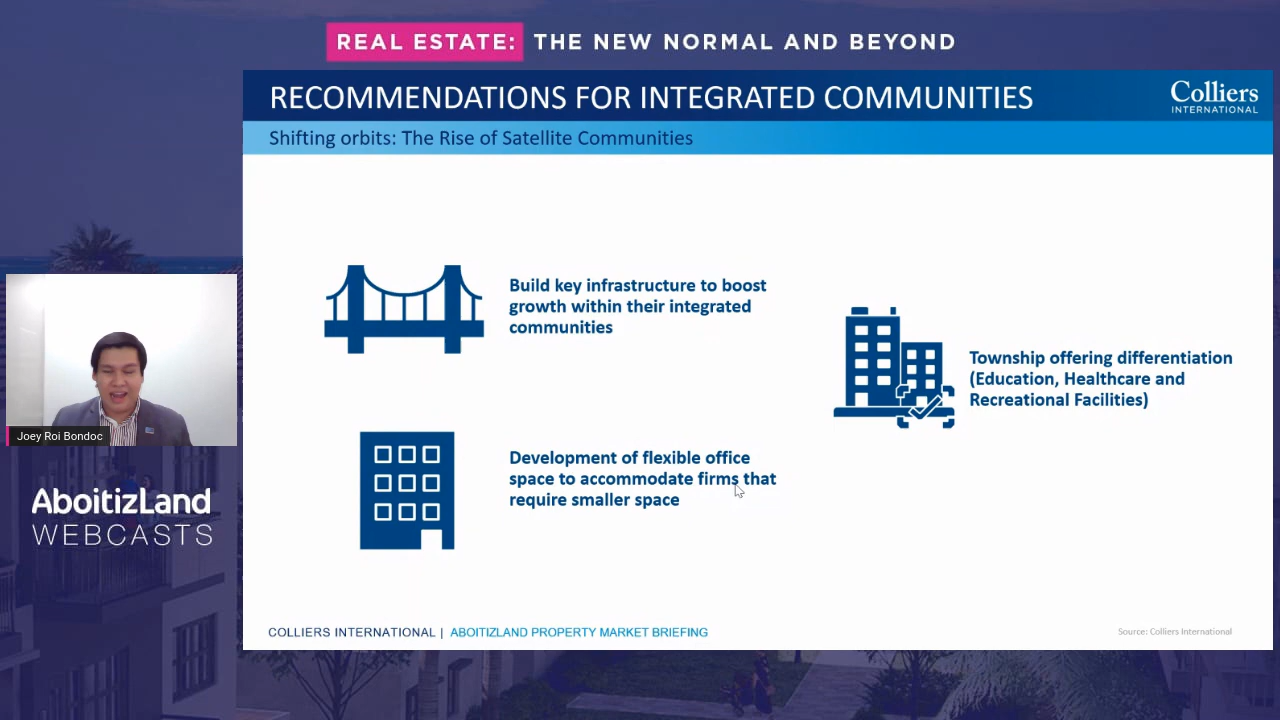 REAL ESTATE: THE NEW NORMAL AND BEYOND
RECOMMENDATIONS FOR INTEGRATED COMMUNITIES
Colliers
INTERNATIONAL
Shifting orbits: The Rise of Satellite Communities
Build key infrastructure to boost
growth within their integrated
communities
Township offering differentiation
(Education, Healthcare and
Recreational Facilities)
Development of flexible office
space to accommodate firms that
require smaller space
Joey Roi Bondoc
AboitizLand
WEBCASTS
COLLIERS INTERNATIONAL | ABOITIZLAND PROPERTY MARKET BRIEFING
Source: Colliers International